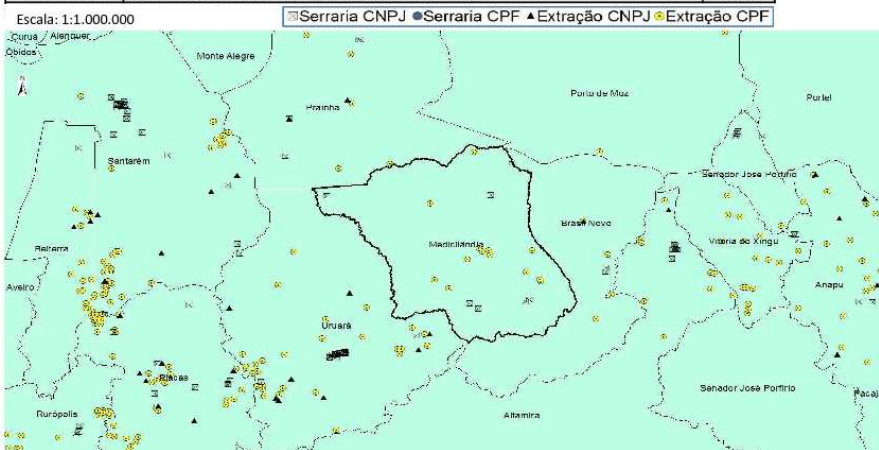 Escala: 1:1.000.000
Serraria CNPJ Serraria CPF Extração CNPJ Extração CPF
Curuá Alenquer
Óbidos
Monte Alegre
Prainha
Porto de Moz
Portel
Santarém
Senador José Porfírio
Brasil Novo
Belterra
Medicilândia
Vitória do Xingu
Aveiro
Anapu
Uruará
Placas
Senador José Porfírio
Pacajá
Rurópolis
Altamira
N